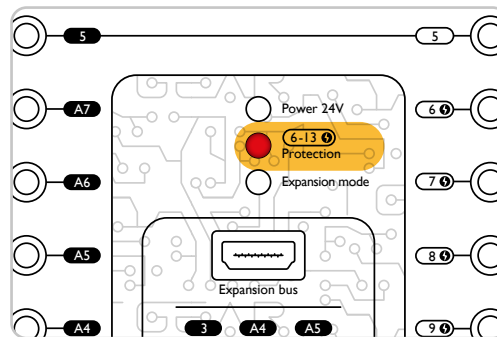 5
5
A7
Power 24V
6
6-13
Protection
A6
Expansion mode
7
A5
8
Expansion bus
A4
3 A4 A5
9